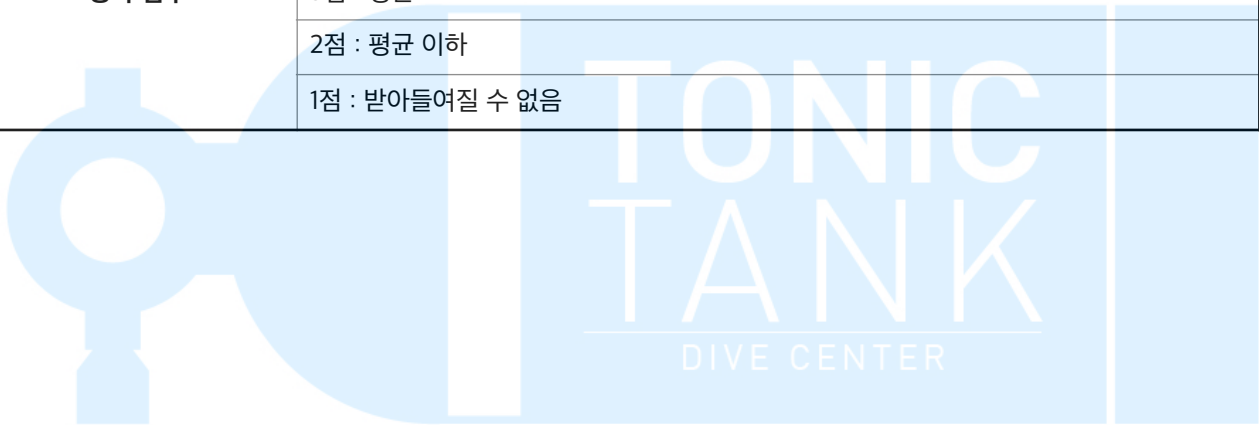 2점 : 평균 이하
1점 : 받아들여질 수 없음
TONIC
TANK
DIVE CENTER